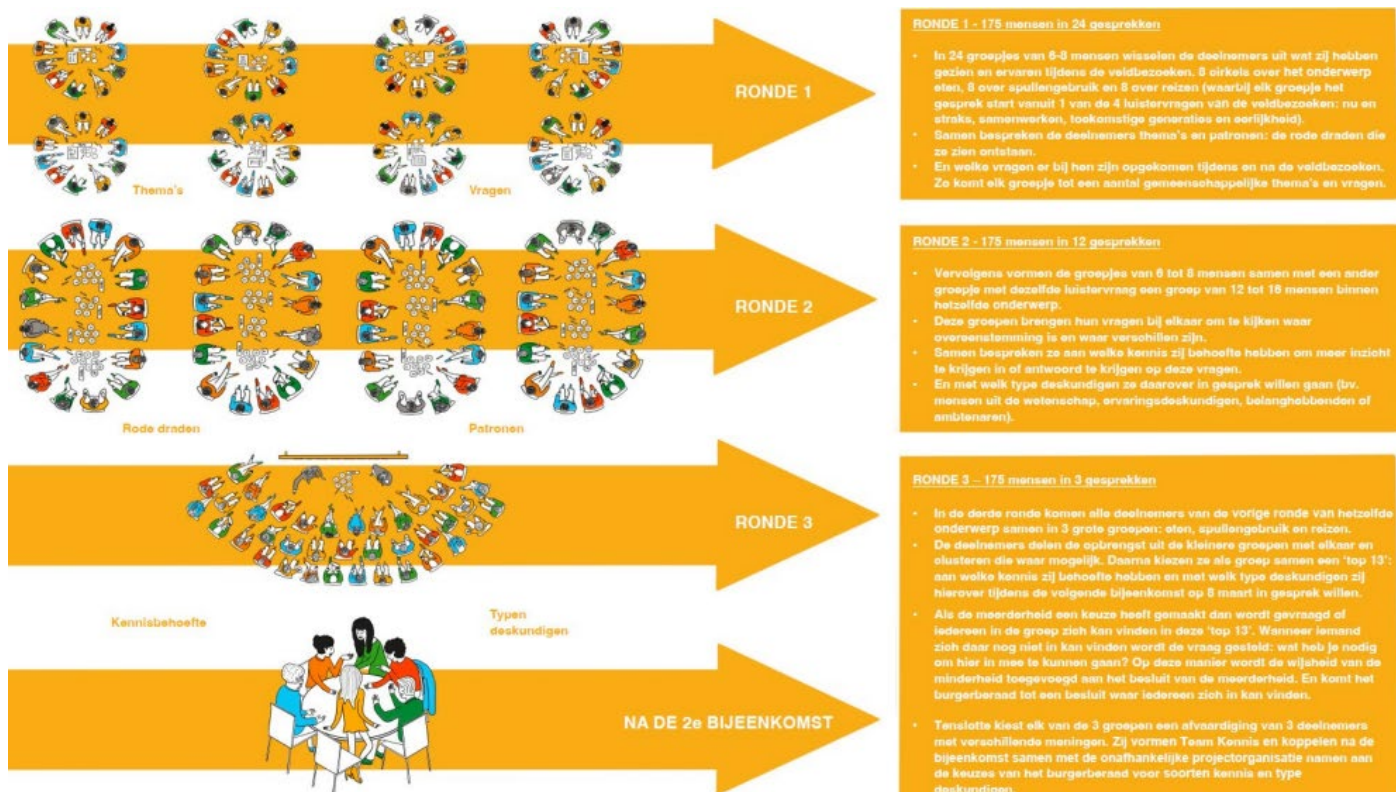 RONDE 1
Thema's
Vragen
RONDE 1 - 175 mensen in 24 gesprekken
• In 24 groepjes van 6-8 mensen wisselen de deelnemers uit wat zij hebben
gezien en ervaren tijdens de veldbezoeken. 8 cirkels over het onderwerp
eten, 8 over spullengebruik en 8 over reizen (waarbij elk groepje het
gesprek start vanuit 1 van de 4 luistervragen van de veldbezoeken: nu en
straks, samenwerken, toekomstige generaties en eerlijkheid).
• Samen bespreken de deelnemers thema's en patronen: de rode draden die
ze zien ontstaan.
• En welke vragen er bij hen zijn opgekomen tijdens en na de veldbezoeken.
Zo komt elk groepje tot een aantal gemeenschappelijke thema's en vragen.
RONDE 2
Rode draden
Patronen
RONDE 2 - 175 mensen in 12 gesprekken
• Vervolgens vormen de groepjes van 6 tot 8 mensen samen met een ander
groepje met dezelfde luistervraag een groep van 12 tot 16 mensen binnen
hetzelfde onderwerp.
• Deze groepen brengen hun vragen bij elkaar om te kijken waar
overeenstemming is en waar verschillen zijn.
• Samen bespreken ze aan welke kennis zij behoefte hebben om meer inzicht
te krijgen in of antwoord te krijgen op deze vragen.
• En met welk type deskundigen ze daarover in gesprek willen gaan (bv.
mensen uit de wetenschap, ervaringsdeskundigen, belanghebbenden of
ambtenaren).
RONDE 3
Kennisbehoefte
Typen
deskundigen
RONDE 3 – 175 mensen in 3 gesprekken
• In de derde ronde komen alle deelnemers van de vorige ronde van hetzelfde
onderwerp samen in 3 grote groepen: eten, spullengebruik en reizen.
• De deelnemers delen de opbrengst uit de kleinere groepen met elkaar en
clusteren die waar mogelijk. Daarna kiezen ze als groep samen een 'top 13':
aan welke kennis zij behoefte hebben en met welk type deskundigen zij
hierover tijdens de volgende bijeenkomst op 8 maart in gesprek willen.
• Als de meerderheid een keuze heeft gemaakt dan wordt gevraagd of
iedereen in de groep zich kan vinden in deze 'top 13'. Wanneer iemand
zich daar nog niet in kan vinden wordt de vraag gesteld: wat heb je nodig
om hier in mee te kunnen gaan? Op deze manier wordt de wijsheid van de
minderheid toegevoegd aan het besluit van de meerderheid. En komt het
burgerberaad tot een besluit waar iedereen zich in kan vinden.
• Tenslotte kiest elk van de 3 groepen een afvaardiging van 3 deelnemers
met verschillende meningen. Zij vormen Team Kennis en koppelen na de
bijeenkomst samen met de onafhankelijke projectorganisatie namen aan
de keuzes van het burgerberaad voor soorten kennis en type
deskundigen.
NA DE 2e BIJEENKOMST